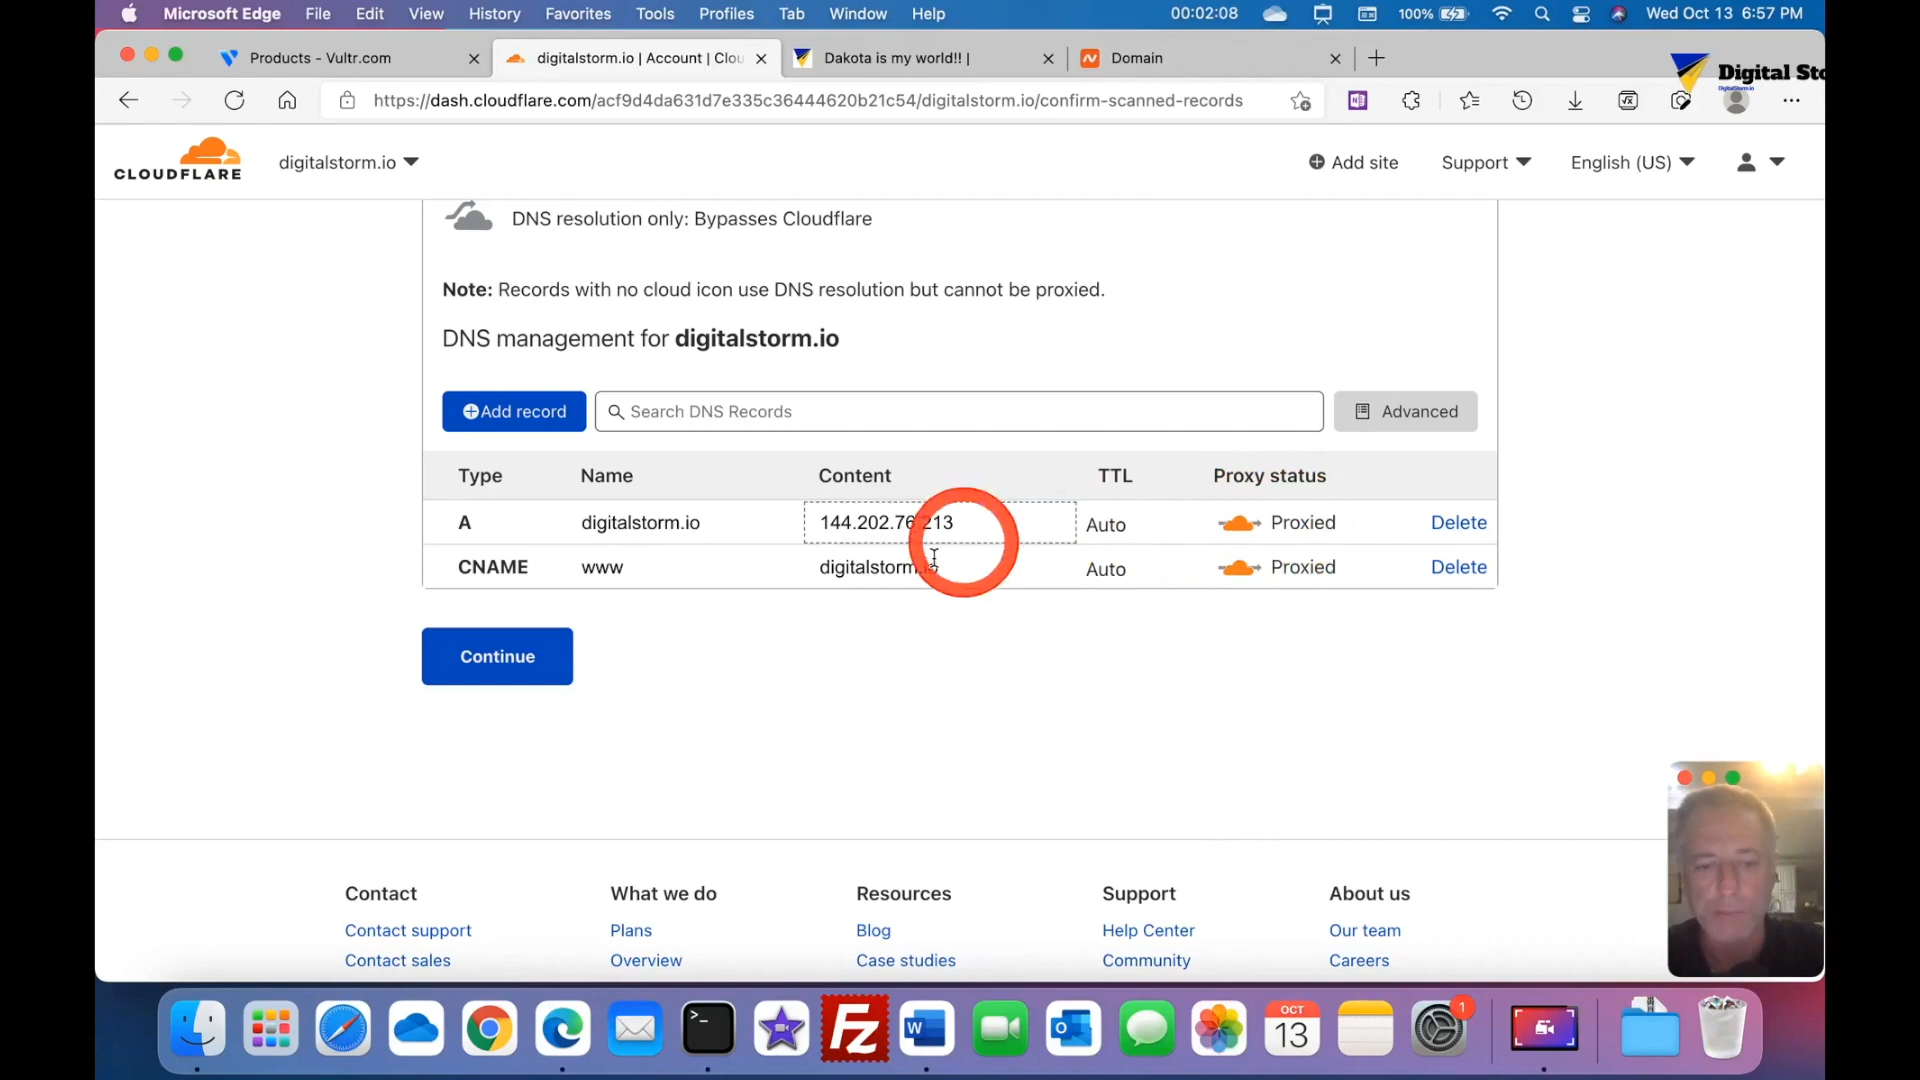 Microsoft Edge File Edit View History Favorites Tools Profiles Tab Window Help 00:02:08 100% Wed Oct 13 6:57 PM
Products - Vultr.com
digitalstorm.io | Account | Clou
Dakota is my world!! |
Domain
Digital Sto
DigitalStorm.io
https://dash.cloudflare.com/acf9d4da631d7e335c36444620b21c54/digitalstorm.io/confirm-scanned-records
CLOUDFLARE
digitalstorm.io
Add site
Support
English (US)
DNS resolution only: Bypasses Cloudflare
Note: Records with no cloud icon use DNS resolution but cannot be proxied.
DNS management for digitalstorm.io
Add record
Search DNS Records
Advanced
Type Name Content TTL Proxy status
A digitalstorm.io 144.202.76.213 Auto Proxied Delete
CNAME www digitalstorm.io Auto Proxied Delete
Continue
Contact What we do Resources Support About us
Contact support Plans Blog Help Center Our team
Contact sales Overview Case studies Community Careers
>_
Fz
W
O
OCT
13
1